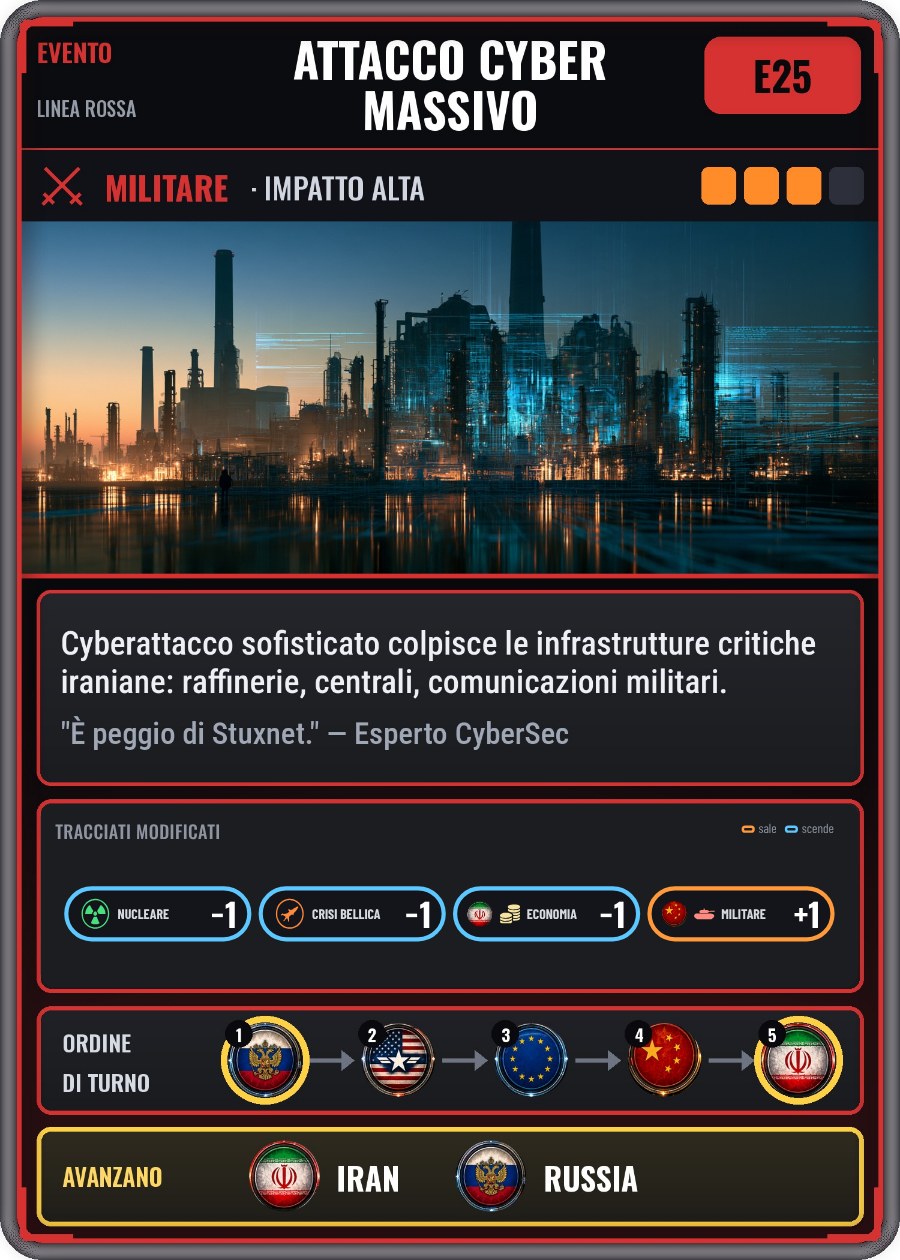 EVENTO
LINEA ROSSA
ATTACCO CYBER
MASSIVO
E25
MILITARE · IMPATTO ALTA
Cyberattacco sofisticato colpisce le infrastrutture critiche
iraniane: raffinerie, centrali, comunicazioni militari.
"È peggio di Stuxnet." — Esperto CyberSec
TRACCIATI MODIFICATI
sale scende
NUCLEARE -1 CRISI BELLICA -1 ECONOMIA -1 MILITARE +1
ORDINE
DI TURNO
1 2 3 4 5
AVANZANO IRAN RUSSIA